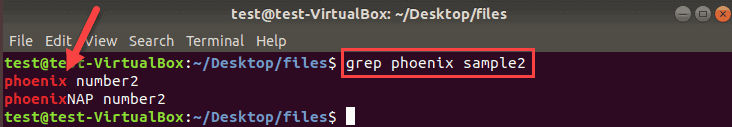 test@test-VirtualBox: ~/Desktop/files
File Edit View Search Terminal Help
test@test-VirtualBox:~/Desktop/files$ grep phoenix sample2
phoenix number2
phoenixNAP number2
test@test-VirtualBox:~/Desktop/files$